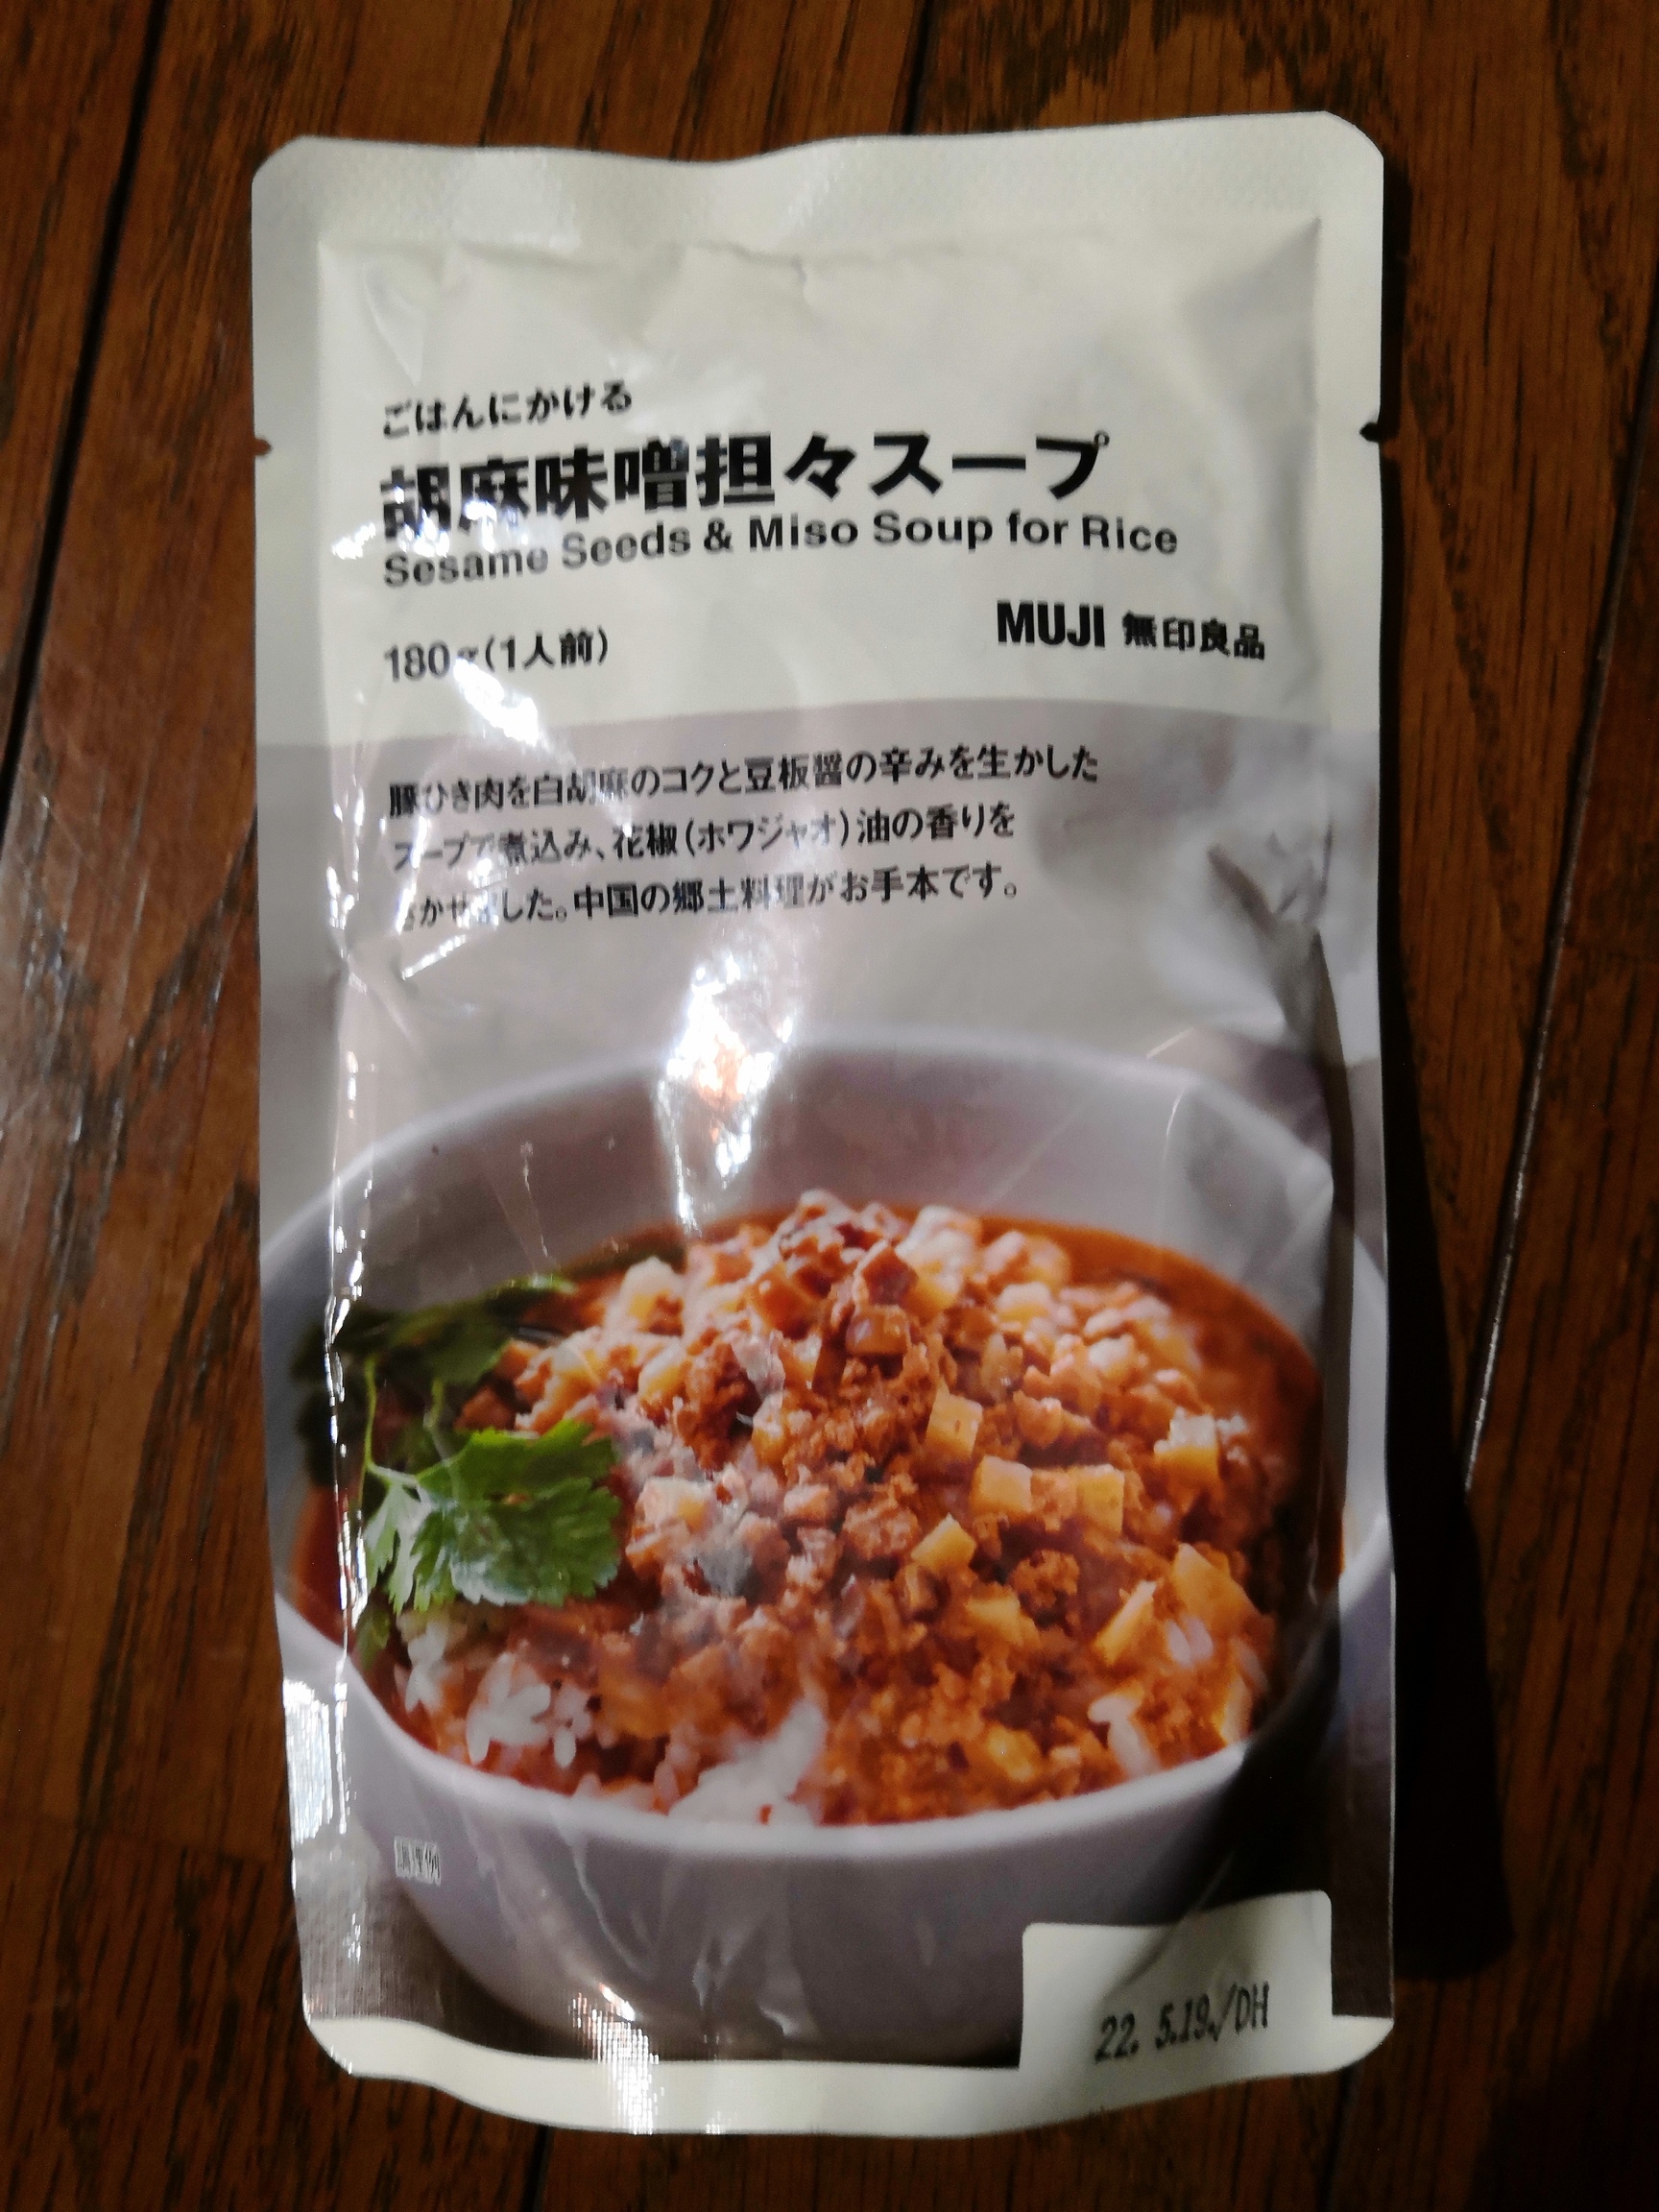 ごはんにかける
胡麻味噌担々スープ
Sesame Seeds & Miso Soup for Rice
180g(1人前)
MUJI 無印良品
豚ひき肉を白胡麻のコクと豆板醤の辛みを生かした
スープで煮込み、花椒(ホワジャオ)油の香りを
きかせました。中国の郷土料理がお手本です。
調理例
22. 5.19./DH